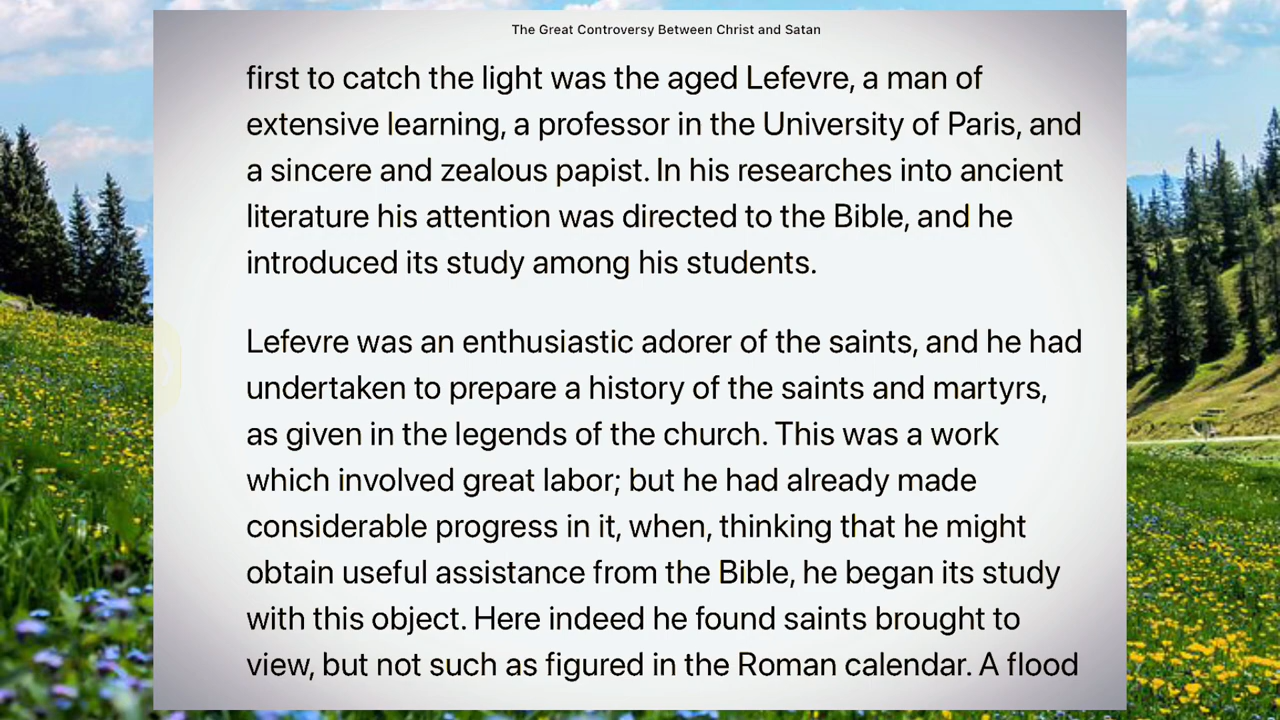 The Great Controversy Between Christ and Satan
first to catch the light was the aged Lefevre, a man of
extensive learning, a professor in the University of Paris, and
a sincere and zealous papist. In his researches into ancient
literature his attention was directed to the Bible, and he
introduced its study among his students.
Lefevre was an enthusiastic adorer of the saints, and he had
undertaken to prepare a history of the saints and martyrs,
as given in the legends of the church. This was a work
which involved great labor; but he had already made
considerable progress in it, when, thinking that he might
obtain useful assistance from the Bible, he began its study
with this object. Here indeed he found saints brought to
view, but not such as figured in the Roman calendar. A flood